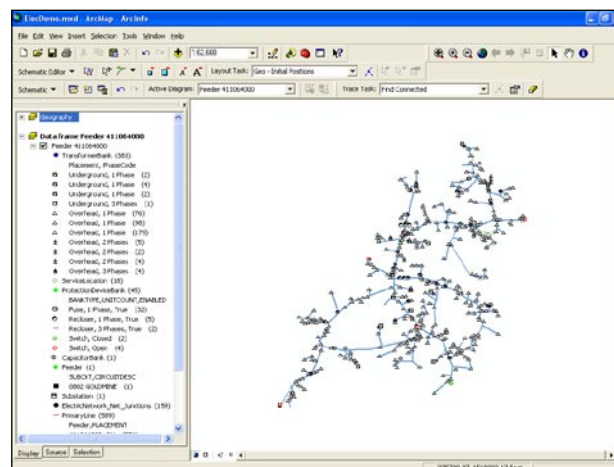 ElecDemo.mxd - ArcMap - ArcInfo
File Edit View Insert Selection Tools Window Help
1:62,668
Schematic Editor
Layout Task: Geo - Initial Positions
Schematic
Active Diagram: Feeder 411064000
Trace Task: Find Connected
Geography
Data frame Feeder 411064000
Feeder 411064000
TransformerBank (380)
Placement, PhaseCode
Underground, 1 Phase (2)
Underground, 1 Phase (4)
Underground, 1 Phase (2)
Underground, 3 Phases (1)
Overhead, 1 Phase (76)
Overhead, 1 Phase (98)
Overhead, 1 Phase (179)
Overhead, 2 Phases (5)
Overhead, 2 Phases (2)
Overhead, 2 Phases (4)
Overhead, 3 Phases (4)
ServiceLocation (18)
ProtectionDeviceBank (45)
BANKTYPE,UNITCOUNT,ENABLED
Fuse, 1 Phase, True (32)
Recloser, 1 Phase, True (5)
Recloser, 3 Phases, True (2)
Switch, Closed (2)
Switch, Open (4)
CapacitorBank (1)
Feeder (1)
SUBCKT,CIRCUITDESC
GOLDMINE (1)
Substation (1)
ElectricNetwork_Net_Junctions (159)
PrimaryLine (589)
Feeder,PLACEMENT
Display Source Selection